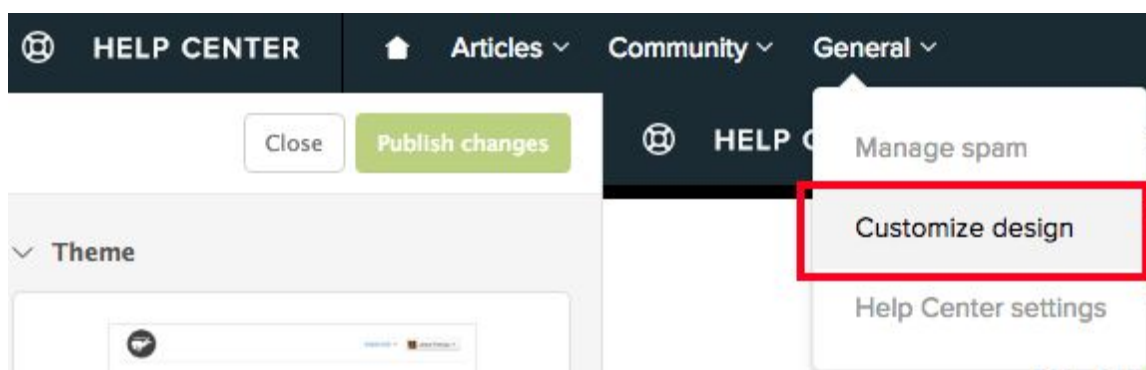 HELP CENTER Articles Community General
Close Publish changes
HELP C
Manage spam
Customize design
Theme
Help Center settings